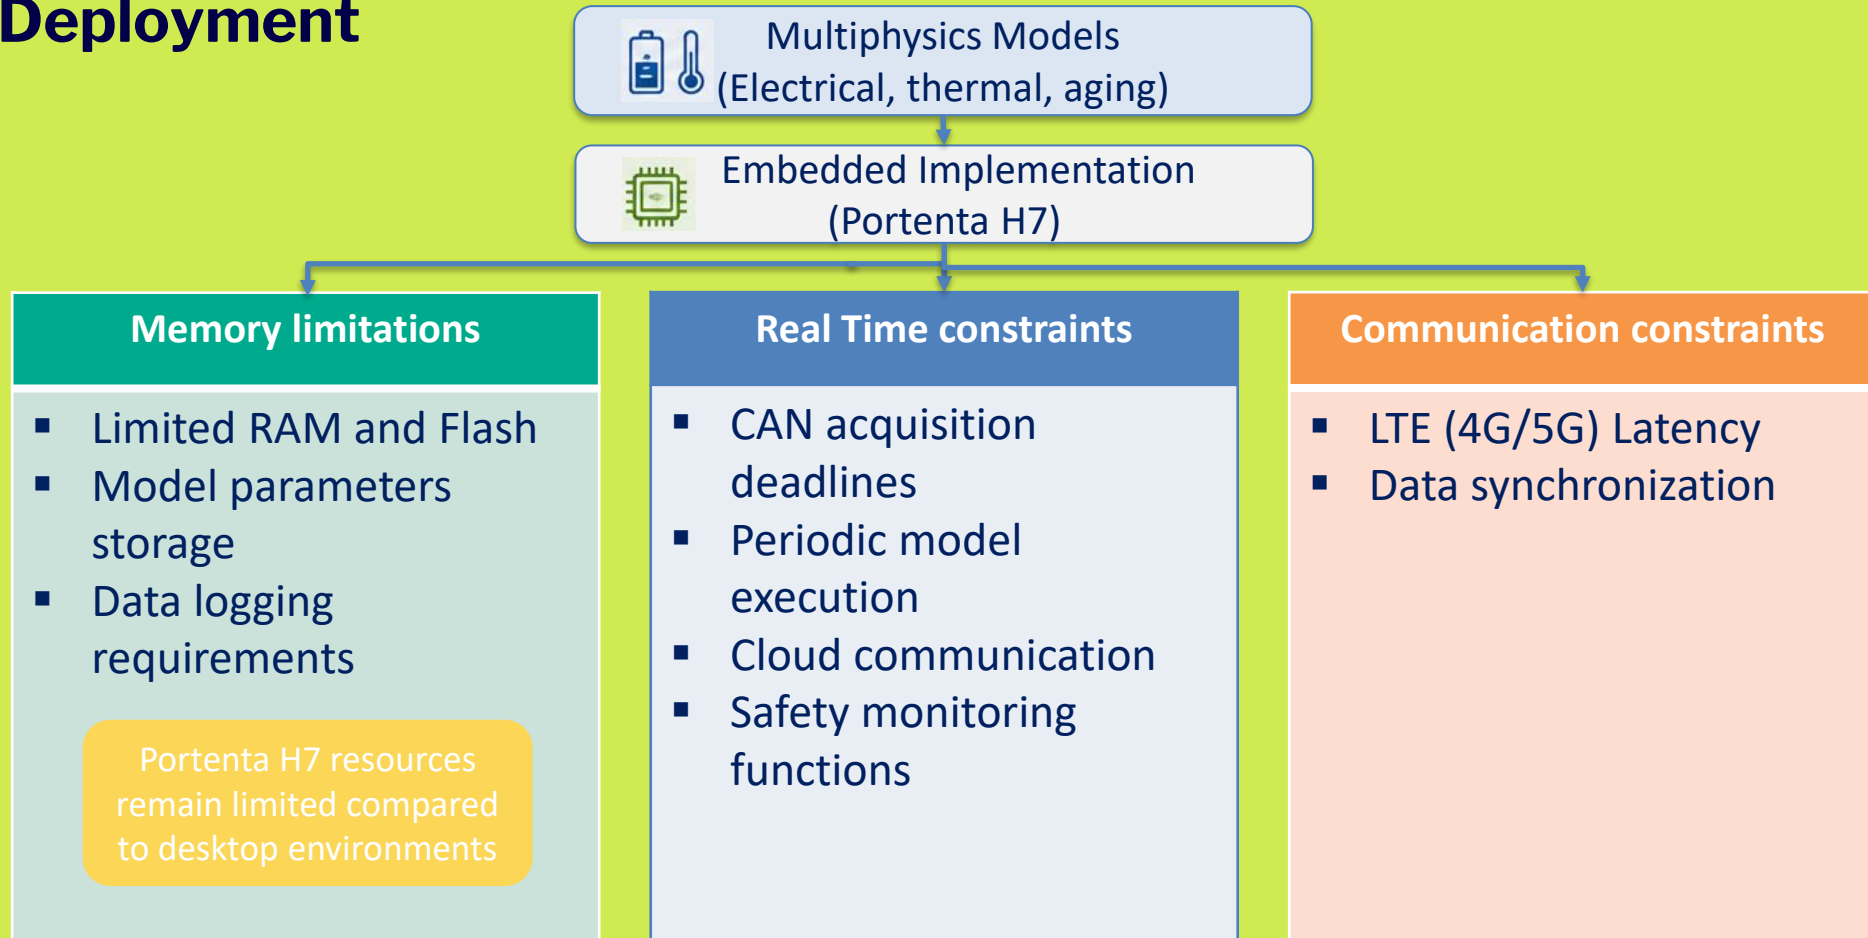 Deployment
Multiphysics Models
(Electrical, thermal, aging)
Embedded Implementation
(Portenta H7)
Memory limitations
▪ Limited RAM and Flash
▪ Model parameters
storage
▪ Data logging
requirements
Portenta H7 resources
remain limited compared
to desktop environments
Real Time constraints
▪ CAN acquisition
deadlines
▪ Periodic model
execution
▪ Cloud communication
▪ Safety monitoring
functions
Communication constraints
▪ LTE (4G/5G) Latency
▪ Data synchronization